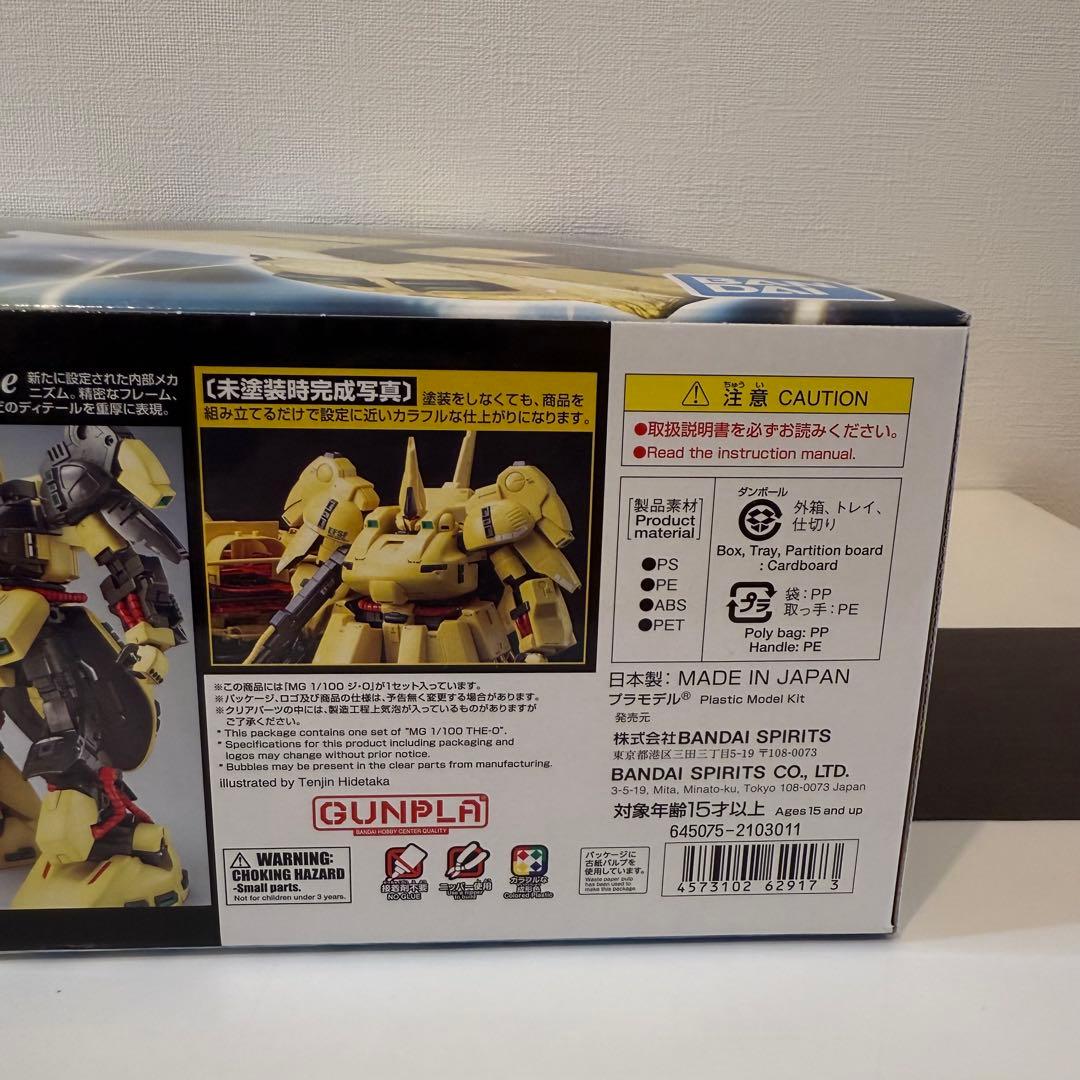 新たに設定された内部メカ
ニズム。精密なフレーム、
のディテールを重厚に表現。
[未塗装時完成写真] 塗装をしなくても、商品を
組み立てるだけで設定に近いカラフルな仕上がりになります。
EFSF
※この商品には「MG 1/100 ジ・O」が1セット入っています。
※パッケージ、ロゴ及び商品の仕様は、予告無く変更する場合があります。
※クリアパーツの中には、製造工程上気泡が入っているものがありますが
ご了承ください。
* This package contains one set of "MG 1/100 THE-O".
* Specifications for this product including packaging and
logos may change without prior notice.
* Bubbles may be present in the clear parts from manufacturing.
illustrated by Tenjin Hidetaka
GUNPLA
BANDAI HOBBY CENTER QUALITY
WARNING:
CHOKING HAZARD
-Small parts.
Not for children under 3 years.
接着剤不要
NO GLUE
ニッパー使用
Use a nipper
to build
カラフルな
成形色
Colored Plastic
BANDAI
ちゅう い
注意 CAUTION
●取扱説明書を必ずお読みください。
●Read the instruction manual.
[製品素材
Product
material]
●PS
●PE
●ABS
●PET
ダンボール
外箱、トレイ、
仕切り
Box, Tray, Partition board
: Cardboard
プラ
袋:PP
取っ手:PE
Poly bag: PP
Handle: PE
日本製: MADE IN JAPAN
プラモデル® Plastic Model Kit
発売元
株式会社BANDAI SPIRITS
東京都港区三田三丁目5-19 〒108-0073
BANDAI SPIRITS CO., LTD.
3-5-19, Mita, Minato-ku, Tokyo 108-0073 Japan
対象年齢15才以上 Ages 15 and up
645075-2103011
パッケージに
古紙パルプを
使用しています。
Waste paper pulp
has been used to
make this package.
4573102 62917 3